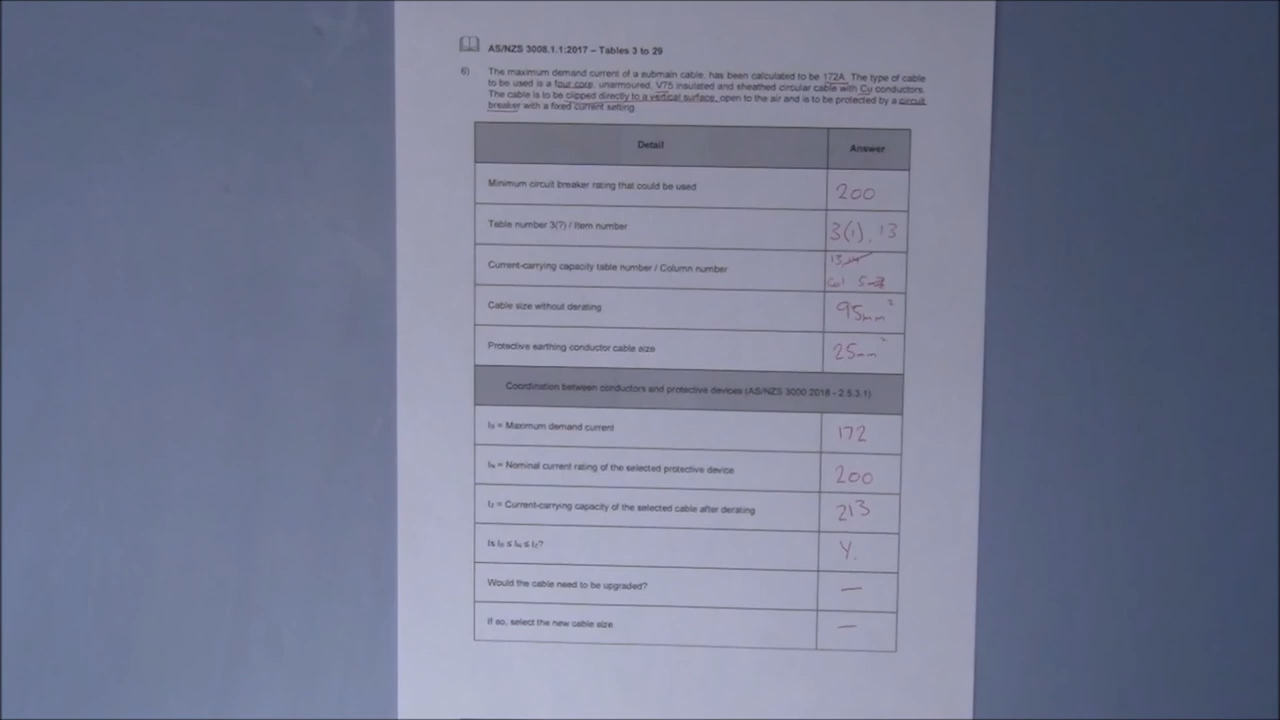 AS/NZS 3008.1.1:2017 – Tables 3 to 29
6) The maximum demand current of a submain cable, has been calculated to be 172A. The type of cable
to be used is a four core, unarmoured, V75 insulated and sheathed circular cable with Cu conductors.
The cable is to be clipped directly to a vertical surface, open to the air and is to be protected by a circuit
breaker with a fixed current setting.
Detail Answer
Minimum circuit breaker rating that could be used 200
Table number 3(?) / Item number 3(1), 13
Current-carrying capacity table number / Column number 13,
Col 5
Cable size without derating 95mm²
Protective earthing conductor cable size 25mm²
Coordination between conductors and protective devices (AS/NZS 3000:2018 - 2.5.3.1)
IB = Maximum demand current 172
IN = Nominal current rating of the selected protective device 200
IZ = Current-carrying capacity of the selected cable after derating 213
Is IB ≤ IN ≤ IZ? Y.
Would the cable need to be upgraded? —
If so, select the new cable size —